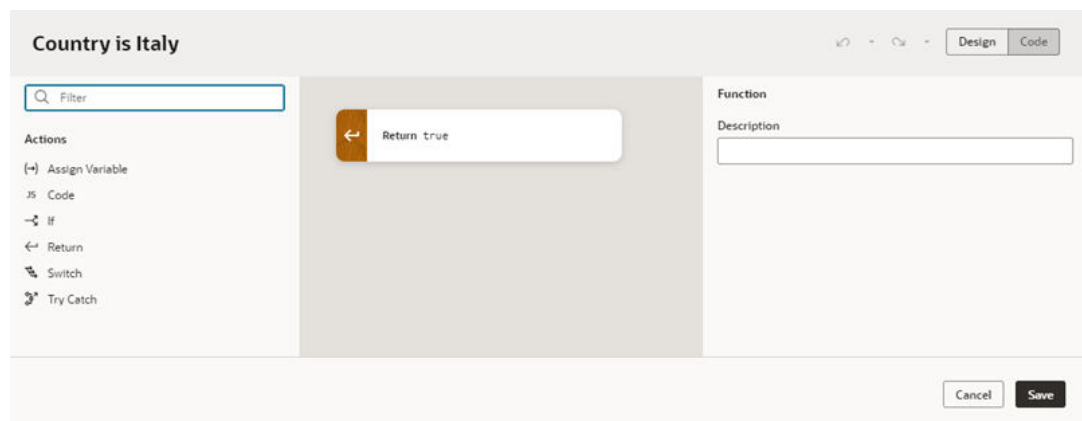 Country is Italy
Design
Code
Filter
Actions
Assign Variable
JS Code
If
Return
Switch
Try Catch
Return true
Function
Description
Cancel
Save